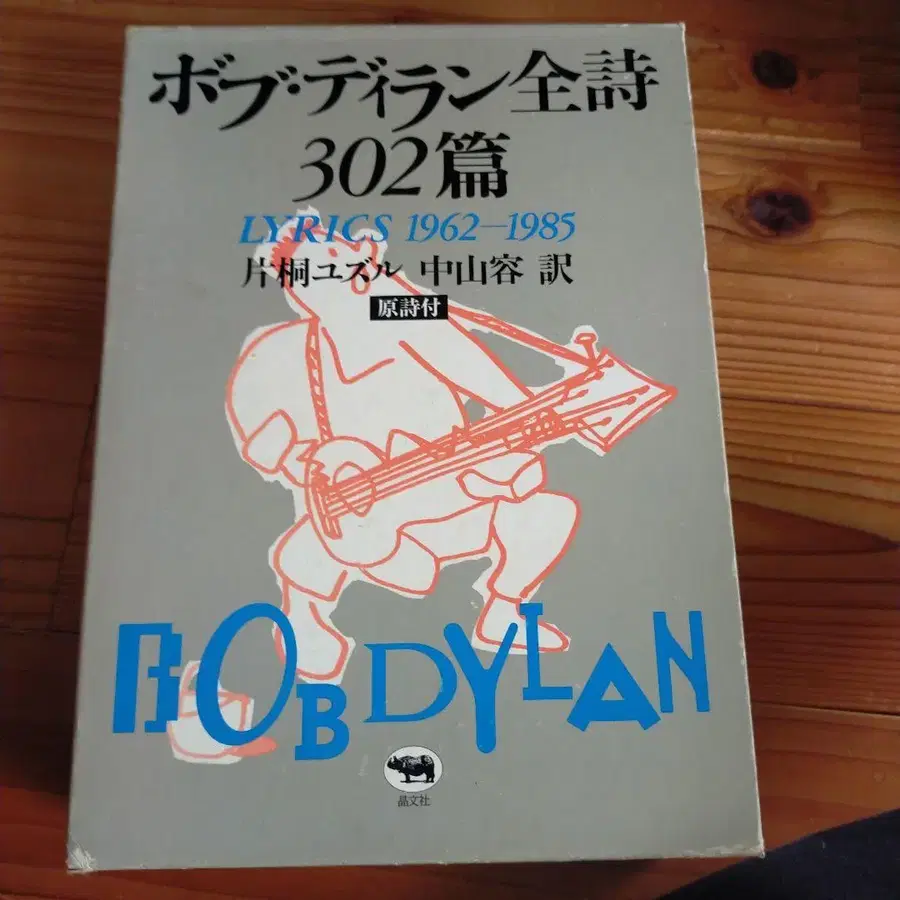 ボブ・ディラン全詩
302篇
LYRICS 1962–1985
片桐ユズル 中山容 訳
原詩付
BOB DYLAN
晶文社